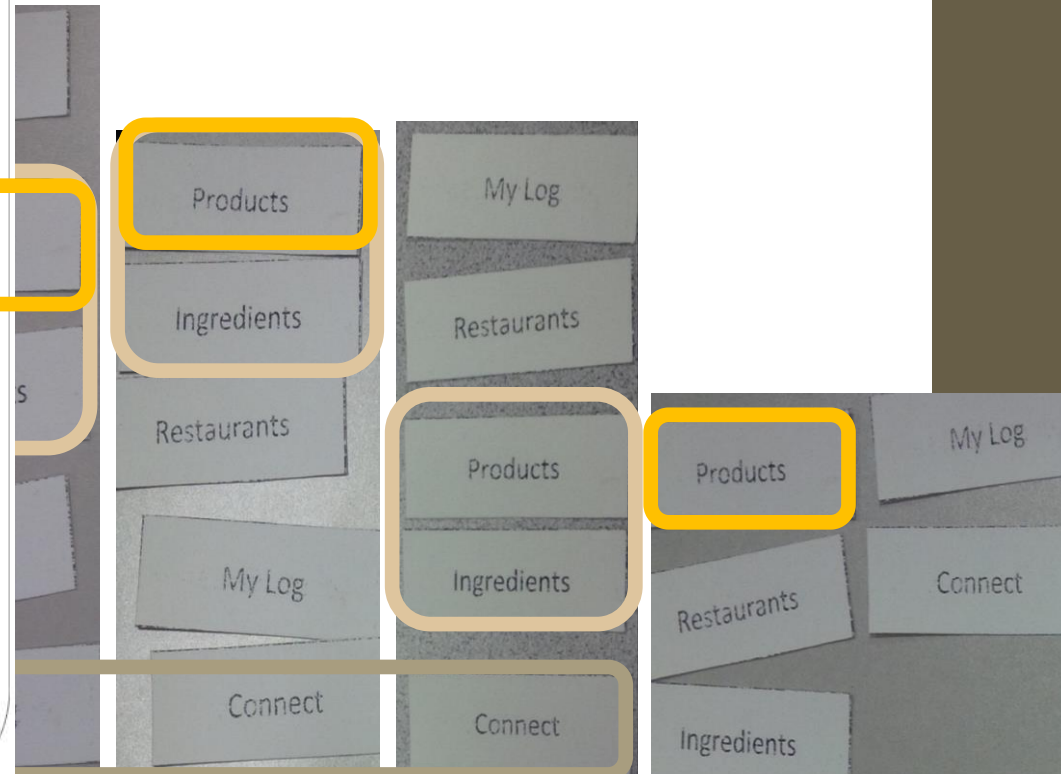 Products
Ingredients
Restaurants
My Log
Connect
My Log
Restaurants
Products
Ingredients
Connect
Products
My Log
Restaurants
Connect
Ingredients